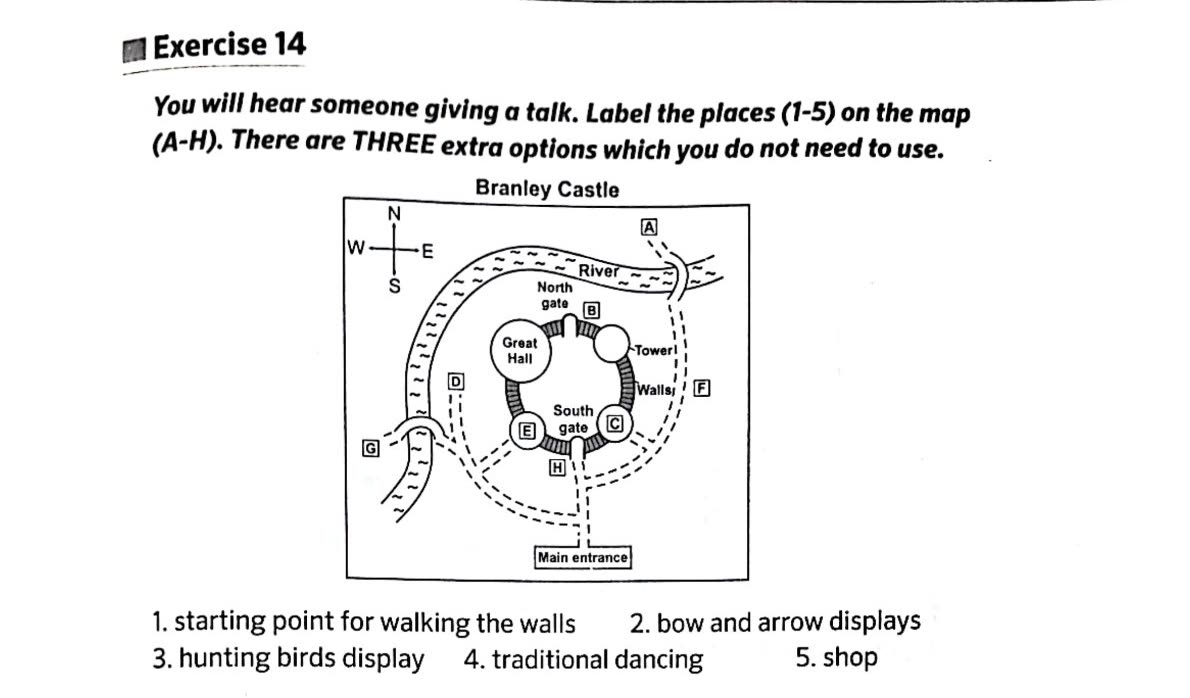 Exercise 14
You will hear someone giving a talk. Label the places (1-5) on the map
(A-H). There are THREE extra options which you do not need to use.
Branley Castle
N
A
W E
River
S
North
gate B
Great
Hall
Tower
D
Walls F
South
E gate C
G
H
Main entrance
1. starting point for walking the walls 2. bow and arrow displays
3. hunting birds display 4. traditional dancing 5. shop